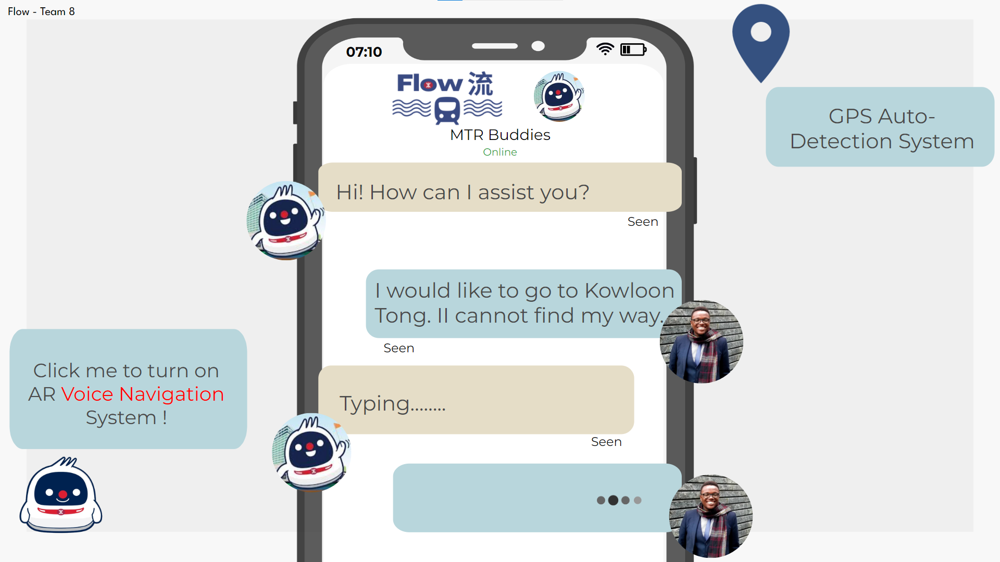 Flow - Team 8
07:10
Flow 流
MTR Buddies
Online
GPS Auto-
Detection System
Hi! How can I assist you?
Seen
I would like to go to Kowloon
Tong. II cannot find my way.
Seen
Click me to turn on
AR Voice Navigation
System !
Typing........
Seen